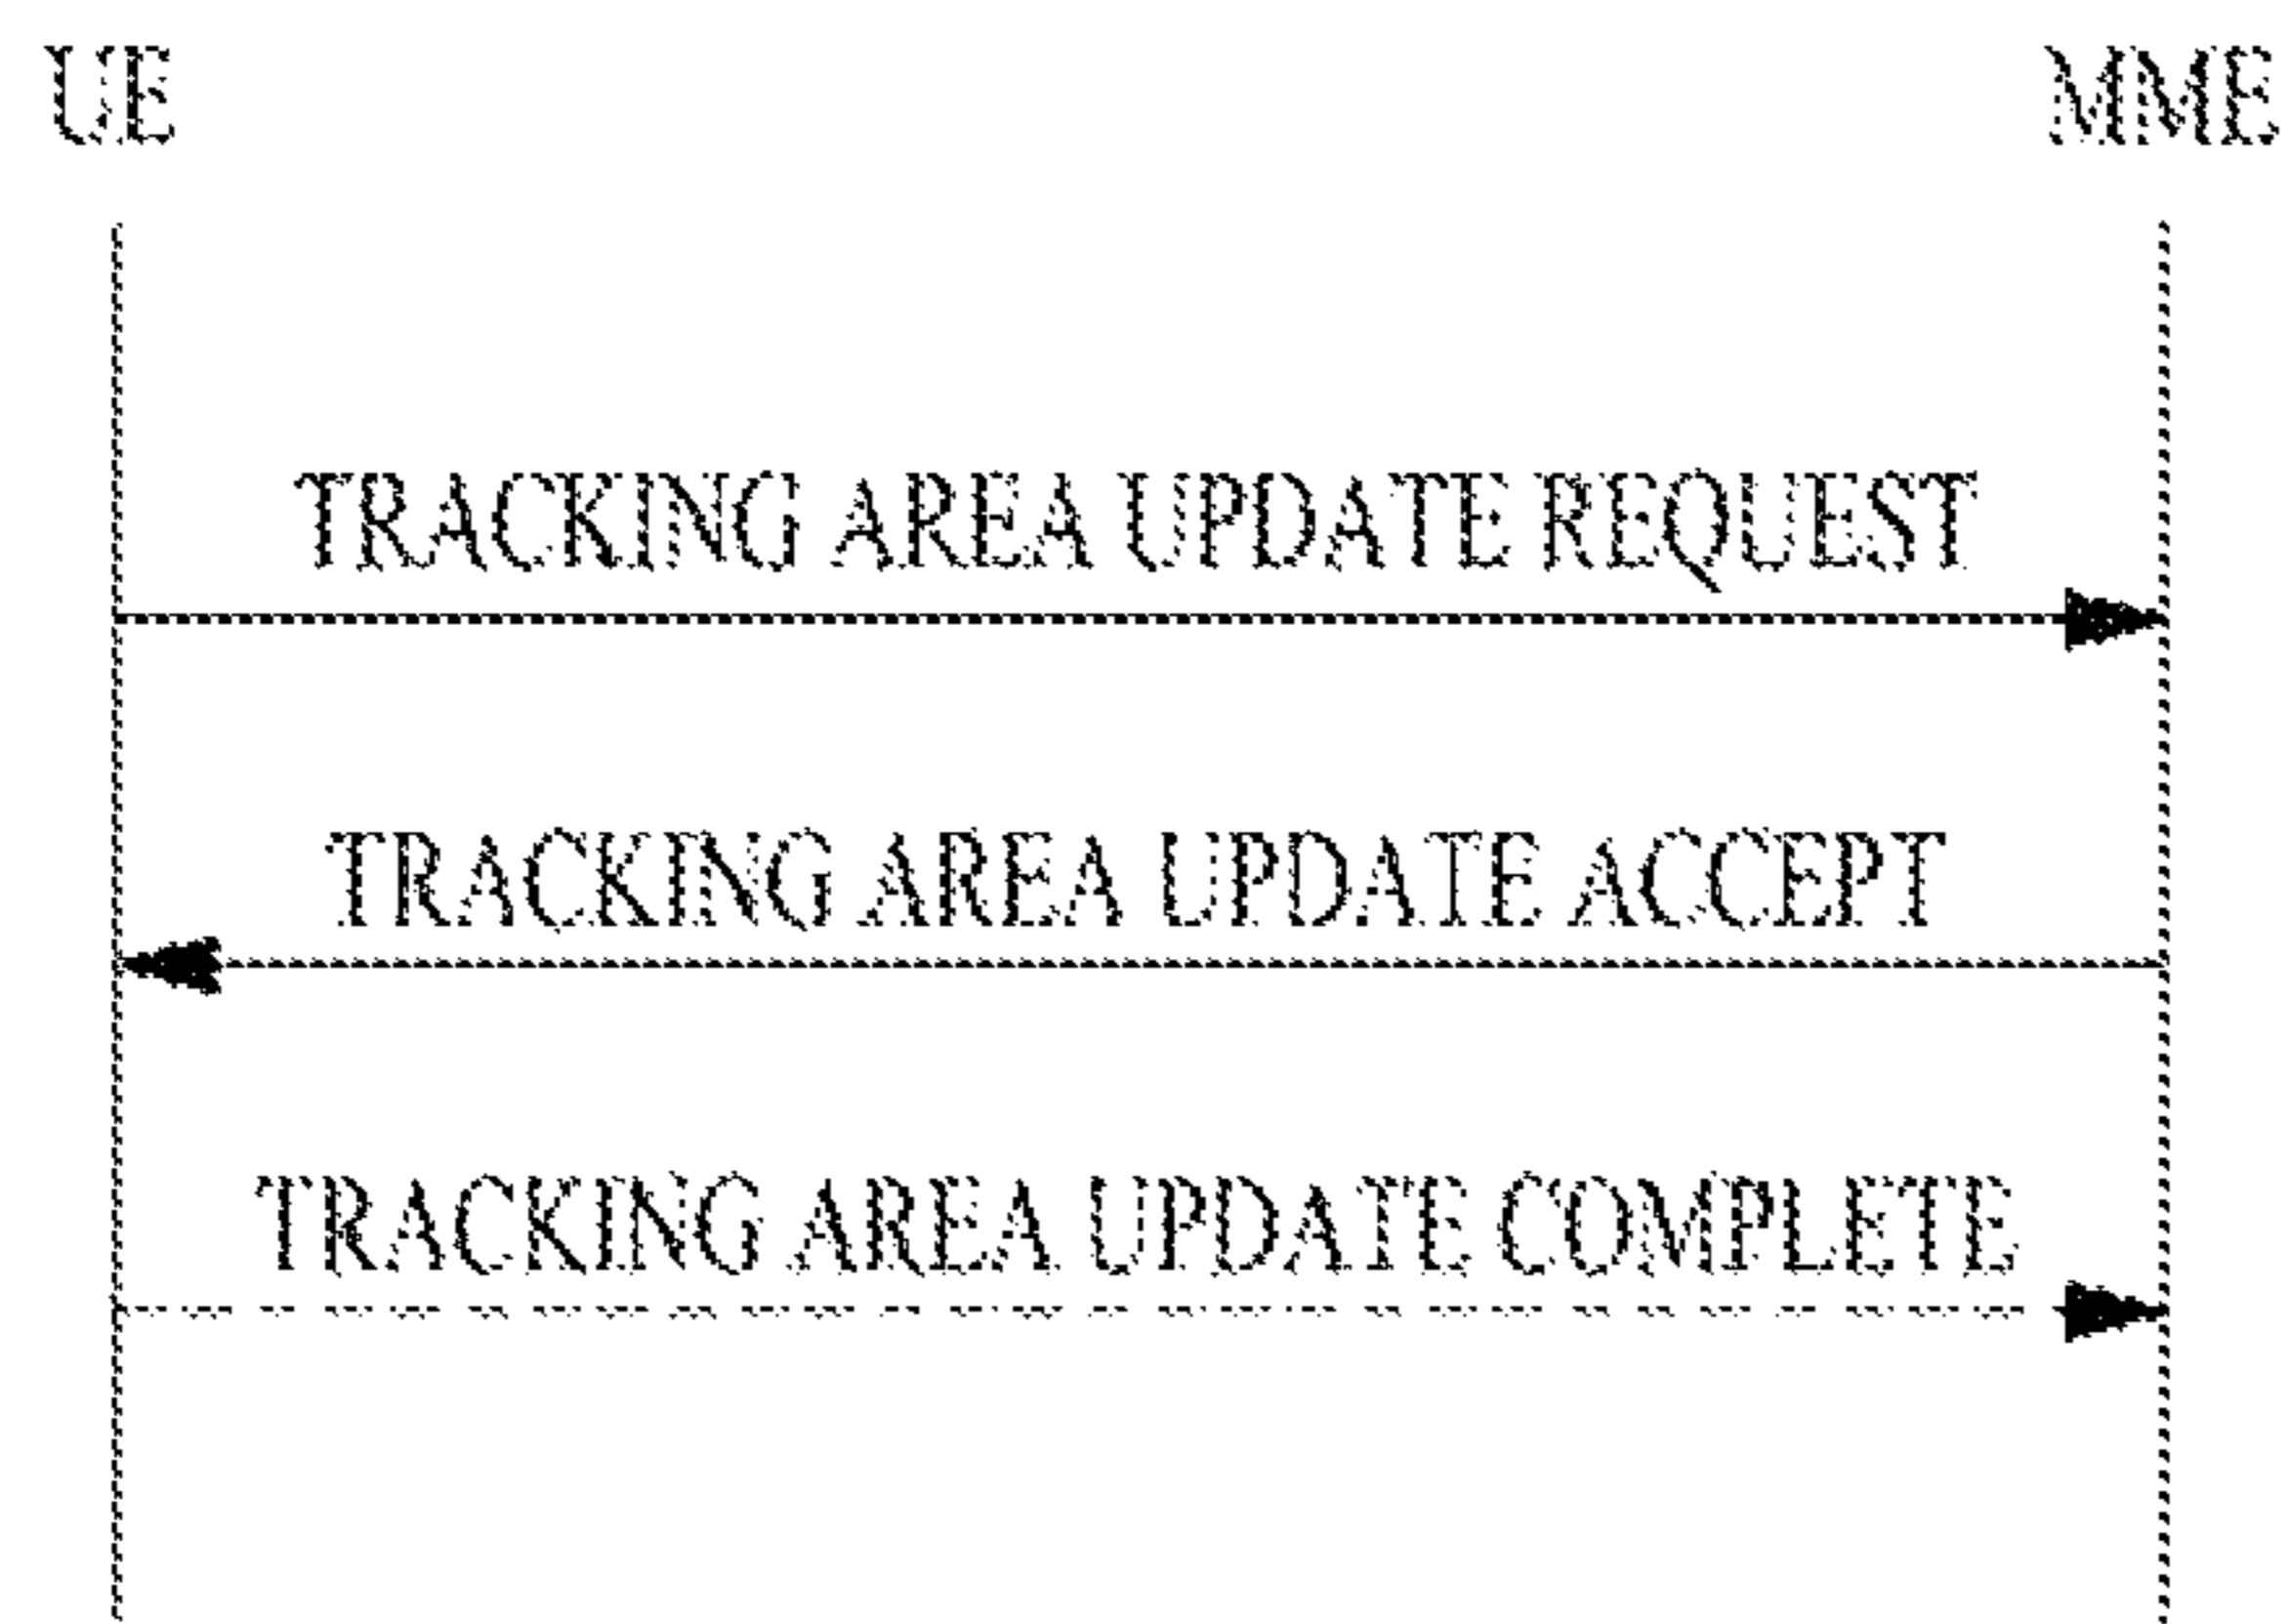 UE MME
TRACKING AREA UPDATE REQUEST
TRACKING AREA UPDATE ACCEPT
TRACKING AREA UPDATE COMPLETE